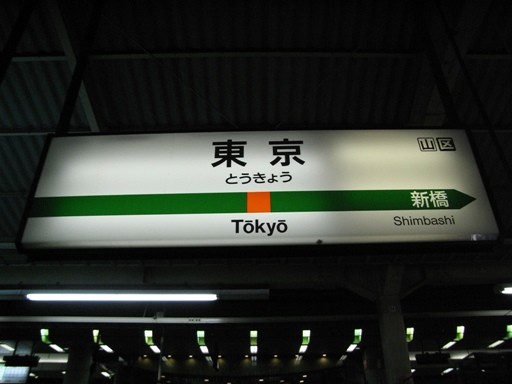 山 区
東京
とうきょう
新橋
Tōkyō
Shimbashi